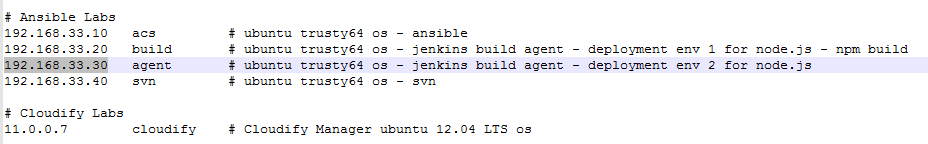 # Ansible Labs
192.168.33.10   acs         # ubuntu trusty64 os - ansible
192.168.33.20   build       # ubuntu trusty64 os - jenkins build agent - deployment env 1 for node.js - npm build
192.168.33.30   agent       # ubuntu trusty64 os - jenkins build agent - deployment env 2 for node.js
192.168.33.40   svn         # ubuntu trusty64 os - svn
# Cloudify Labs
11.0.0.7        cloudify    # Cloudify Manager ubuntu 12.04 LTS os